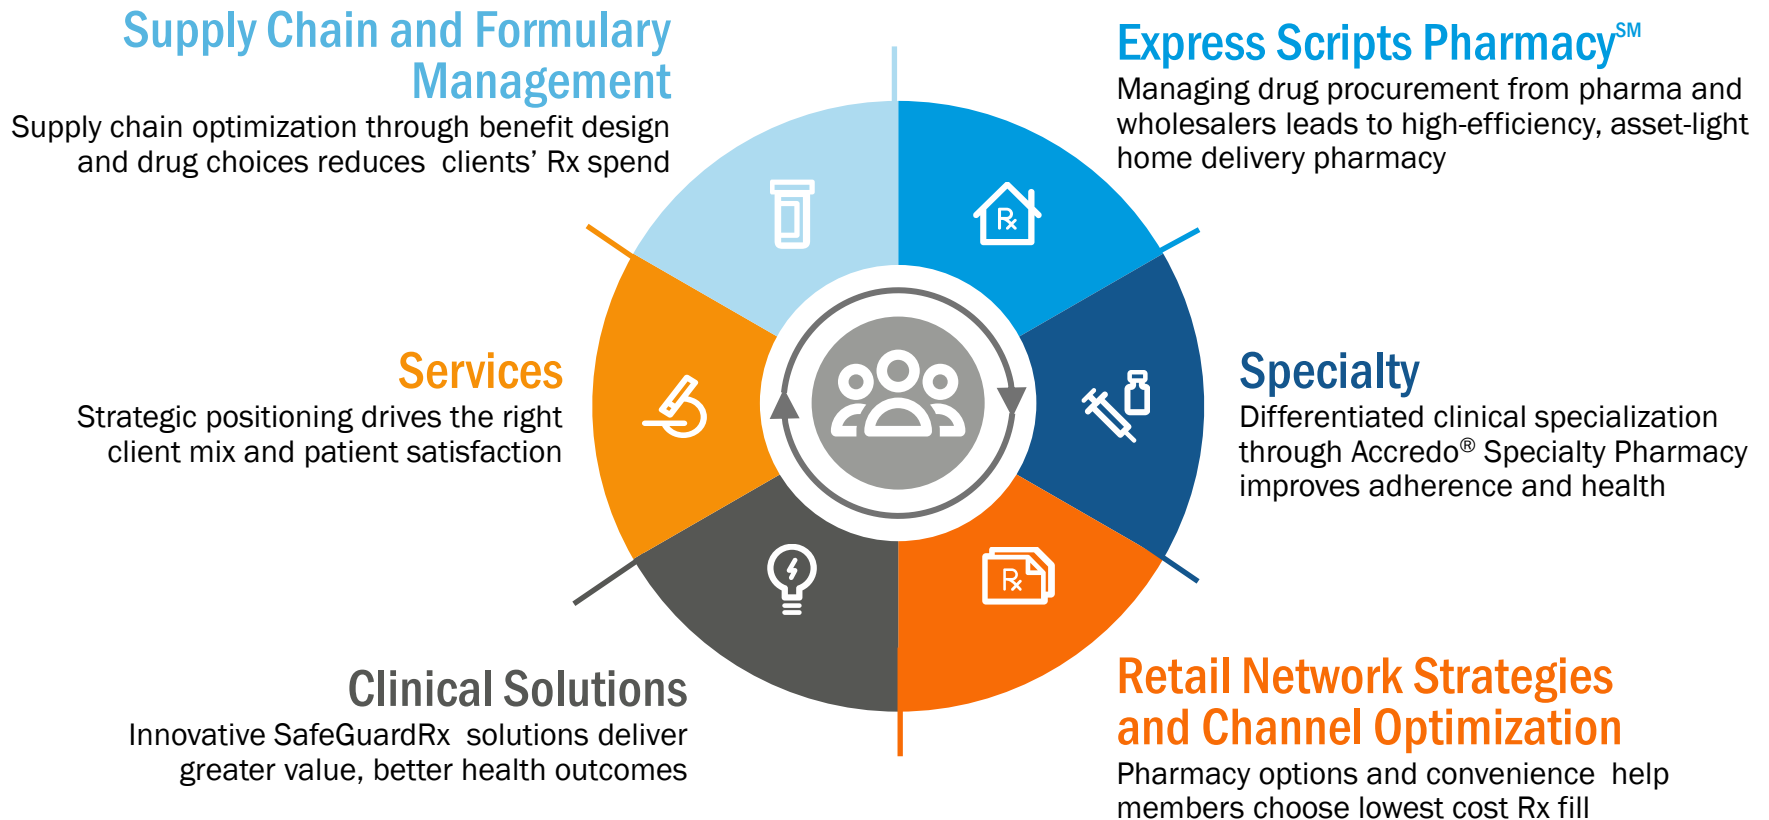 Supply Chain and Formulary
Management
Supply chain optimization through benefit design
and drug choices reduces clients’ Rx spend
Express Scripts Pharmacy℠
Managing drug procurement from pharma and
wholesalers leads to high-efficiency, asset-light
home delivery pharmacy
Rx
Services
Strategic positioning drives the right
client mix and patient satisfaction
Specialty
Differentiated clinical specialization
through Accredo® Specialty Pharmacy
improves adherence and health
Rx
Clinical Solutions
Innovative SafeGuardRx solutions deliver
greater value, better health outcomes
Retail Network Strategies
and Channel Optimization
Pharmacy options and convenience help
members choose lowest cost Rx fill